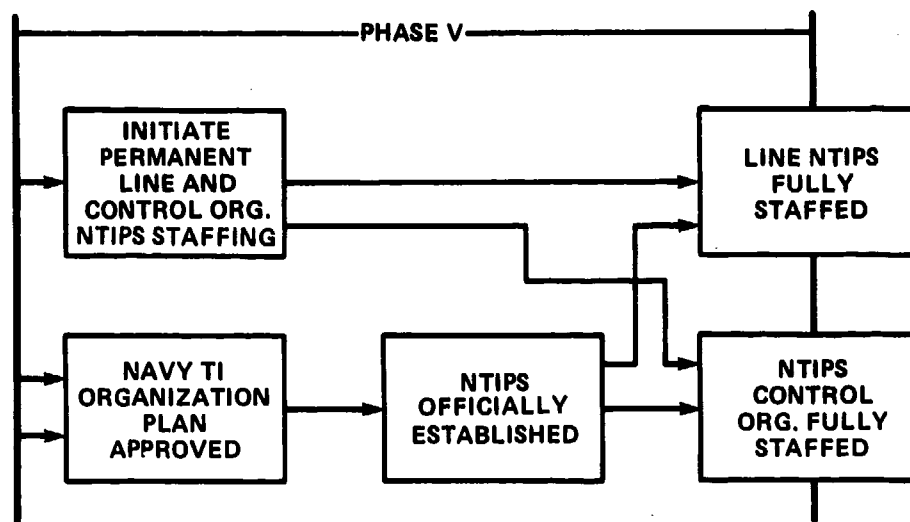 PHASE V
INITIATE
PERMANENT
LINE AND
CONTROL ORG.
NTIPS STAFFING
LINE NTIPS
FULLY
STAFFED
NAVY TI
ORGANIZATION
PLAN
APPROVED
NTIPS
OFFICIALLY
ESTABLISHED
NTIPS
CONTROL
ORG. FULLY
STAFFED